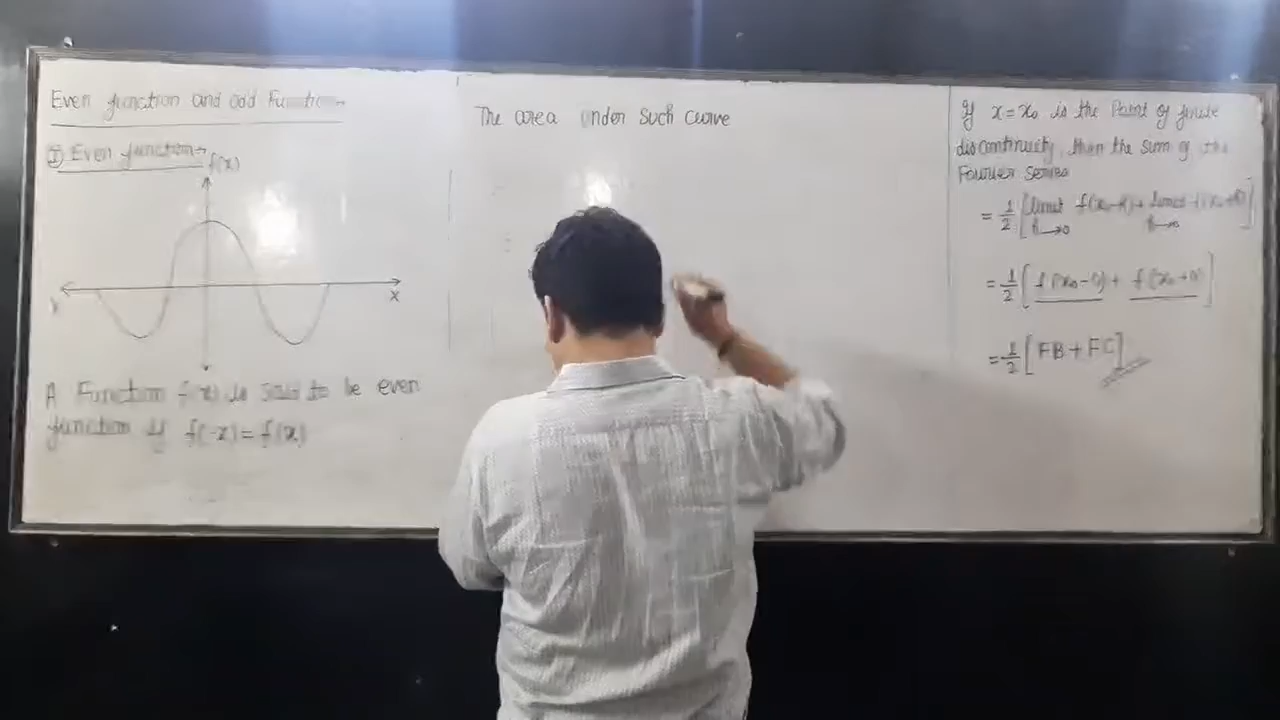 Even function and odd Function→
① Even function→
f(x)
x
A Function f(x) is said to be even
function if f(-x) = f(x)
The area under such curve
If x = x₀ is the Point of finite
discontinuity, then the sum of the
Fourier series
= 1/2 [limit f(x₀-h) + limit f(x₀+h)]
h→0 h→0
= 1/2 [f(x₀-0) + f(x₀+0)]
= 1/2 [FB + FC]